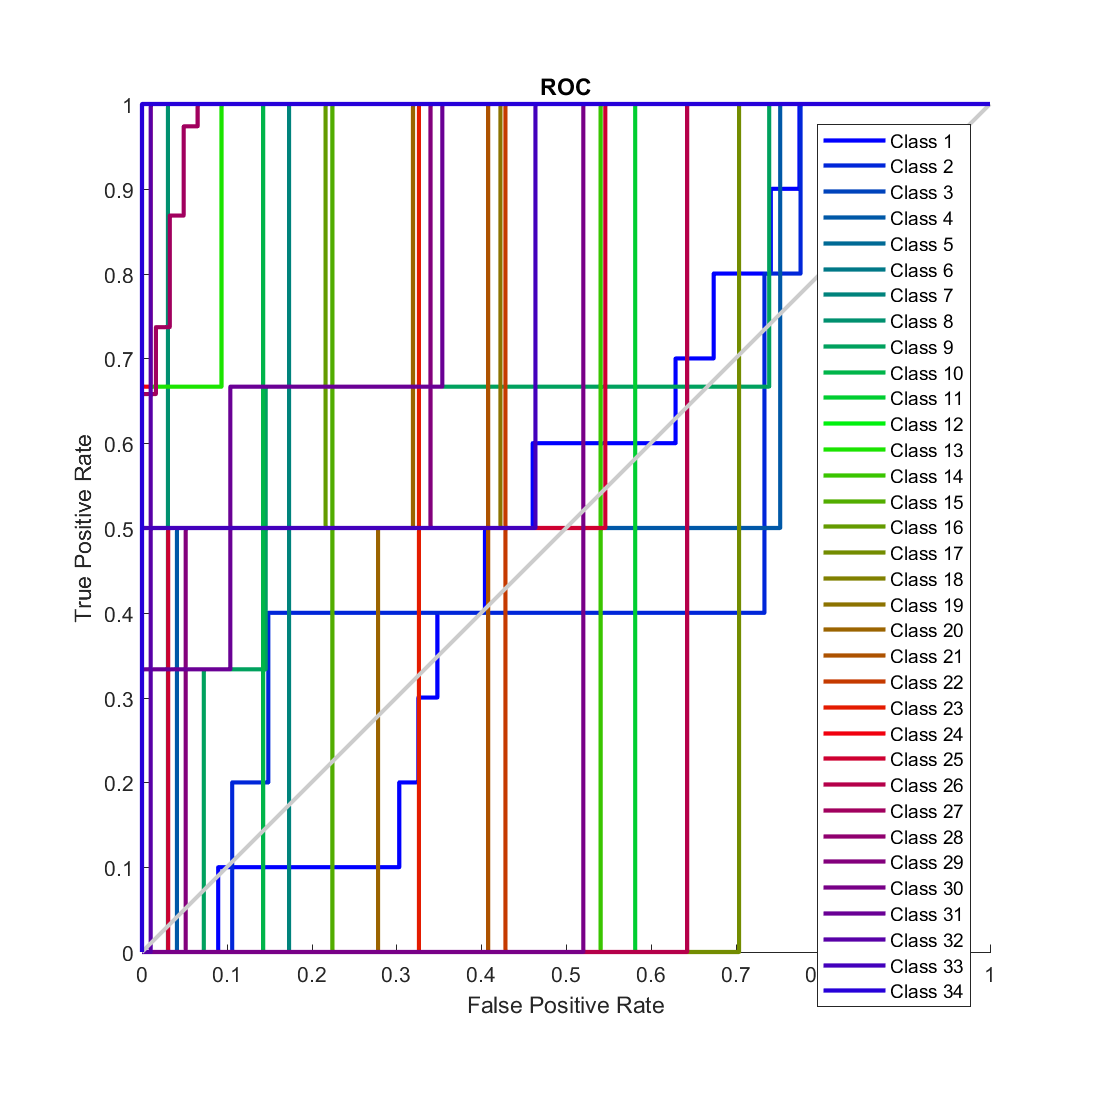 ROC
1
0.9
0.8
0.7
0.6
0.5
0.4
0.3
0.2
0.1
0
True Positive Rate
Class 1
Class 2
Class 3
Class 4
Class 5
Class 6
Class 7
Class 8
Class 9
Class 10
Class 11
Class 12
Class 13
Class 14
Class 15
Class 16
Class 17
Class 18
Class 19
Class 20
Class 21
Class 22
Class 23
Class 24
Class 25
Class 26
Class 27
Class 28
Class 29
Class 30
Class 31
Class 32
Class 33
Class 34
0 0.1 0.2 0.3 0.4 0.5 0.6 0.7 1
False Positive Rate